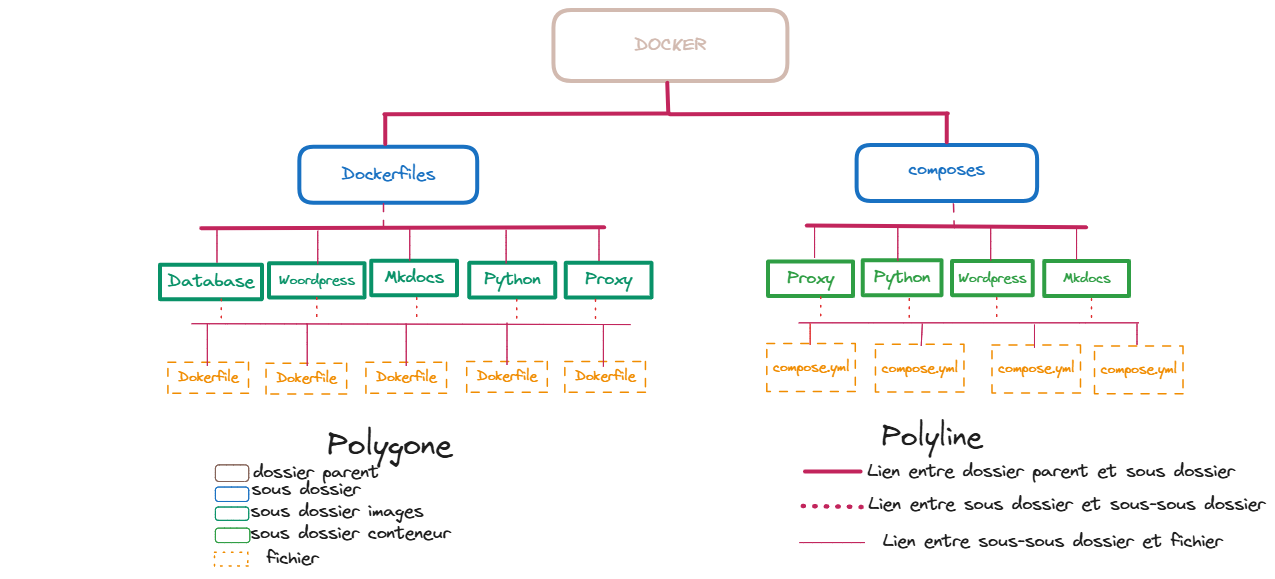 DOCKER
Dockerfiles
composes
Database
Woordpress
Mkdocs
Python
Proxy
Proxy
Python
Wordpress
Mkdocs
Dokerfile
Dokerfile
Dokerfile
Dokerfile
Dokerfile
compose.yml
compose.yml
compose.yml
compose.yml
Polygone
dossier parent
sous dossier
sous dossier images
sous dossier conteneur
fichier
Polyline
Lien entre dossier parent et sous dossier
Lien entre sous dossier et sous-sous dossier
Lien entre sous-sous dossier et fichier